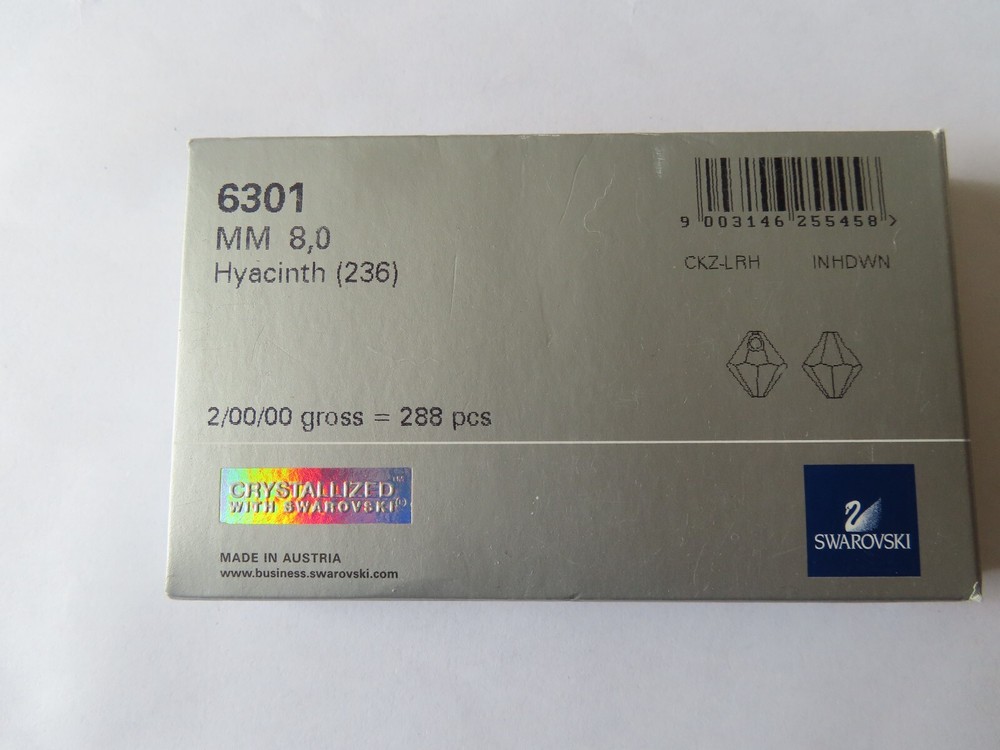 6301
MM 8,0
Hyacinth (236)
9 003146 255458 >
CKZ-LRH INHDWN
2/00/00 gross = 288 pcs
CRYSTALLIZED™
WITH SWAROVSKI®
MADE IN AUSTRIA
www.business.swarovski.com
SWAROVSKI